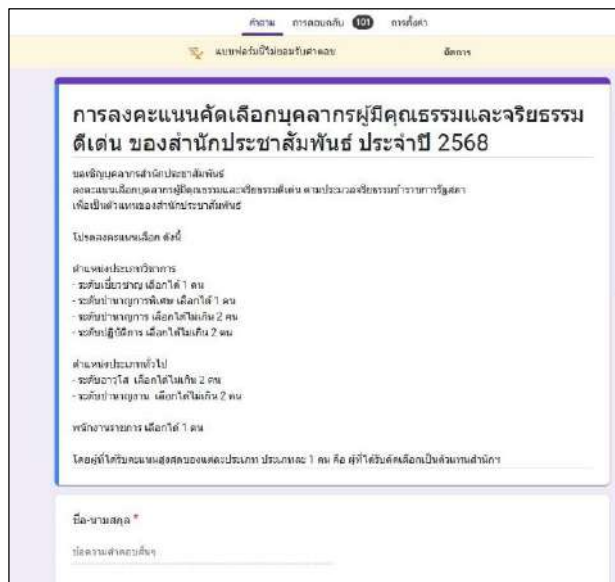 คำถาม การตอบกลับ 101 การตั้งค่า
แบบฟอร์มนี้ไม่ยอมรับคำตอบ จัดการ
การลงคะแนนคัดเลือกบุคลากรผู้มีคุณธรรมและจริยธรรม
ดีเด่น ของสำนักประชาสัมพันธ์ ประจำปี 2568
ขอเชิญบุคลากรสำนักประชาสัมพันธ์
ลงคะแนนเลือกบุคลากรผู้มีคุณธรรมและจริยธรรมดีเด่น ตามประมวลจริยธรรมข้าราชการรัฐสภา
เพื่อเป็นตัวแทนของสำนักประชาสัมพันธ์
โปรดลงคะแนนเลือก ดังนี้
ตำแหน่งประเภทวิชาการ
- ระดับเชี่ยวชาญ เลือกได้ 1 คน
- ระดับชำนาญการพิเศษ เลือกได้ 1 คน
- ระดับชำนาญการ เลือกได้ไม่เกิน 2 คน
- ระดับปฏิบัติการ เลือกได้ไม่เกิน 2 คน
ตำแหน่งประเภททั่วไป
- ระดับอาวุโส เลือกได้ไม่เกิน 2 คน
- ระดับชำนาญงาน เลือกได้ไม่เกิน 2 คน
พนักงานราชการ เลือกได้ 1 คน
โดยผู้ที่ได้รับคะแนนสูงสุดของแต่ละประเภท ประเภทละ 1 คน คือ ผู้ที่ได้รับคัดเลือกเป็นตัวแทนสำนักฯ
ชื่อ-นามสกุล *
ข้อความคำตอบสั้นๆ